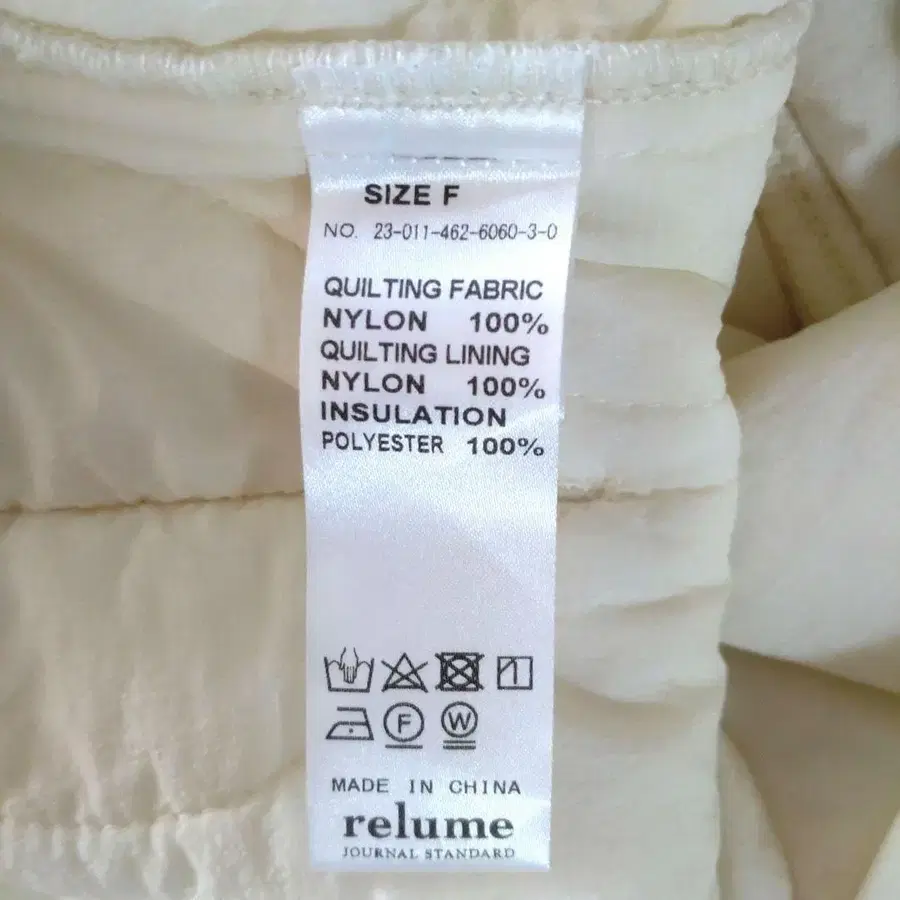 SIZE F
NO. 23-011-462-6060-3-0
QUILTING FABRIC
NYLON 100%
QUILTING LINING
NYLON 100%
INSULATION
POLYESTER 100%
F W
MADE IN CHINA
relume
JOURNAL STANDARD